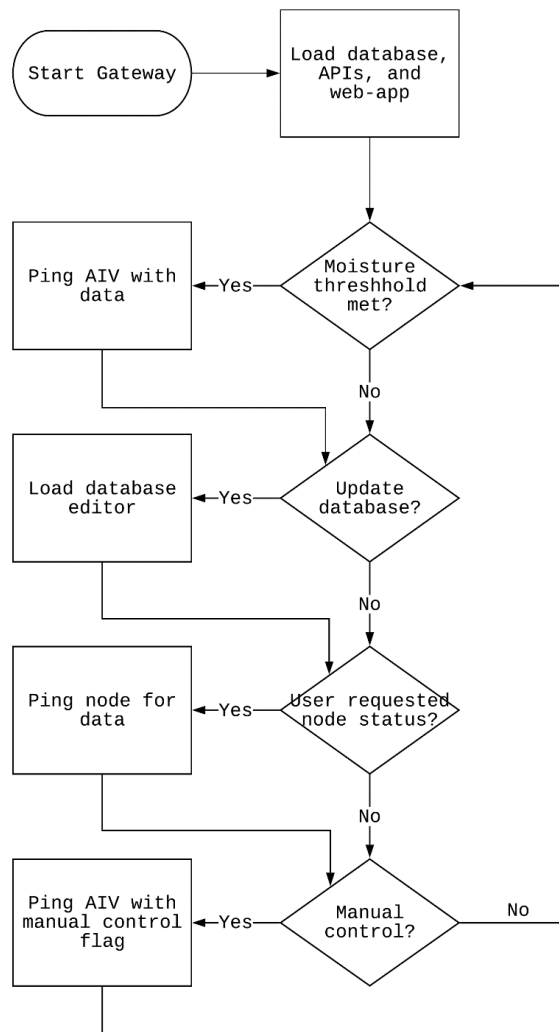 Start Gateway
Load database,
APIs, and
web-app
Ping AIV with
data
Yes
Moisture
threshhold
met?
No
Load database
editor
Yes
Update
database?
No
Ping node for
data
Yes
User requested
node status?
No
Ping AIV with
manual control
flag
Yes
Manual
control?
No